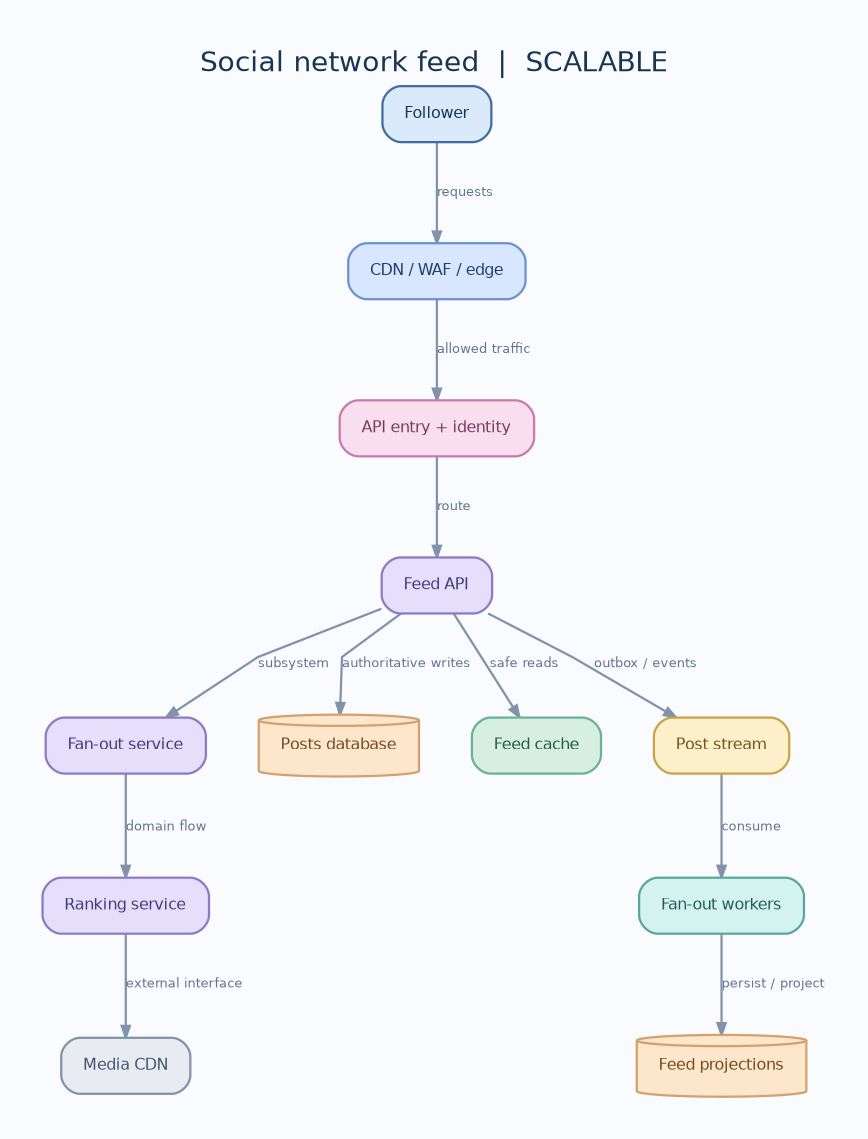 Social network feed | SCALABLE
Follower
requests
CDN / WAF / edge
allowed traffic
API entry + identity
route
Feed API
subsystem
authoritative writes
safe reads
outbox / events
Fan-out service
Posts database
Feed cache
Post stream
domain flow
consume
Ranking service
Fan-out workers
external interface
persist / project
Media CDN
Feed projections